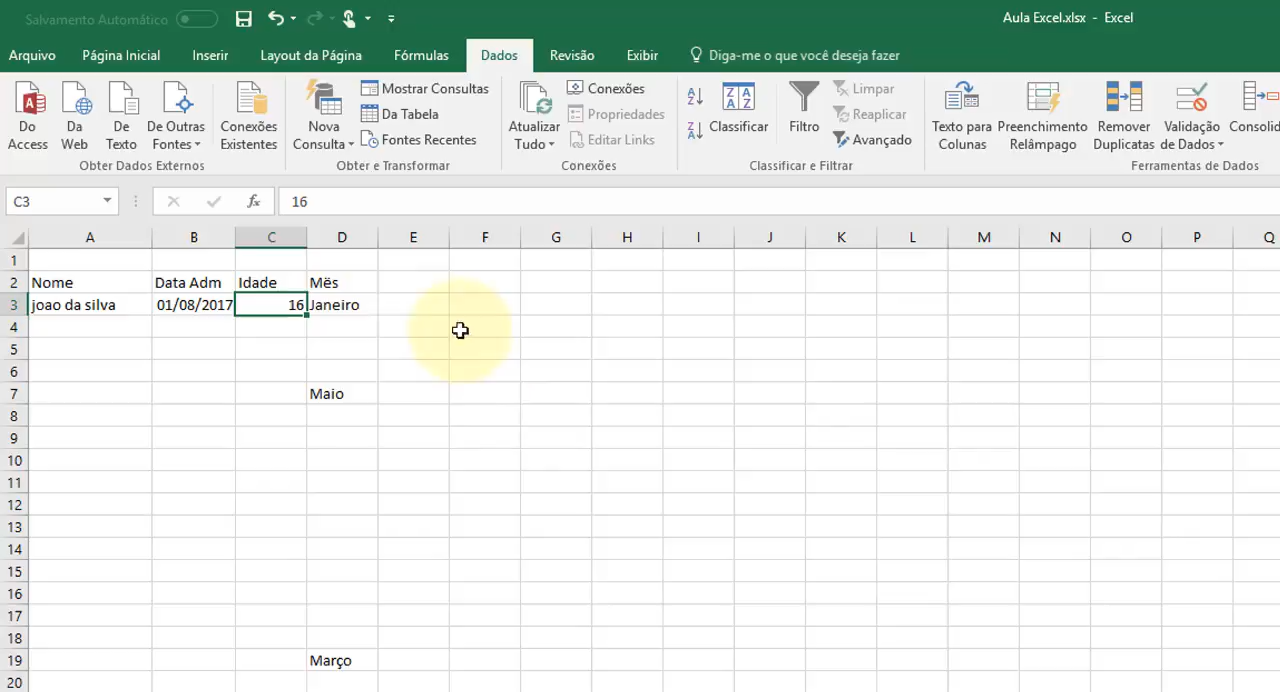 Salvamento Automático
Aula Excel.xlsx - Excel
Arquivo Página Inicial Inserir Layout da Página Fórmulas Dados Revisão Exibir Diga-me o que você deseja fazer
Do Access
Da Web
De Texto
De Outras Fontes
Conexões Existentes
Obter Dados Externos
Nova Consulta
Mostrar Consultas
Da Tabela
Fontes Recentes
Obter e Transformar
Atualizar Tudo
Conexões
Propriedades
Editar Links
Conexões
Classificar
Filtro
Limpar
Reaplicar
Avançado
Classificar e Filtrar
Texto para Colunas
Preenchimento Relâmpago
Remover Duplicatas
Validação de Dados
Consolid
Ferramentas de Dados
C3 fx 16
A B C D E F G H I J K L M N O P Q
1
2 Nome Data Adm Idade Mës
3 joao da silva 01/08/2017 16 Janeiro
4
5
6
7 Maio
8
9
10
11
12
13
14
15
16
17
18
19 Março
20